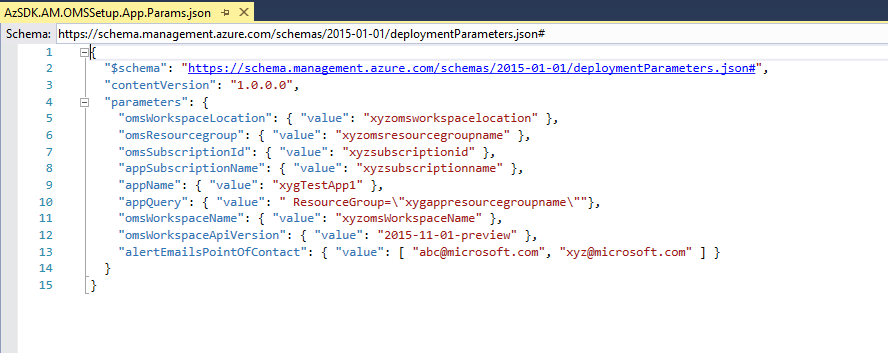 AzSDK.AM.OMSSetup.App.Params.json
Schema: https://schema.management.azure.com/schemas/2015-01-01/deploymentParameters.json#
1 {
2 "$schema": "https://schema.management.azure.com/schemas/2015-01-01/deploymentParameters.json#",
3 "contentVersion": "1.0.0.0",
4 "parameters": {
5 "omsWorkspaceLocation": { "value": "xyzomsworkspacelocation" },
6 "omsResourcegroup": { "value": "xyzomsresourcegroupname" },
7 "omsSubscriptionId": { "value": "xyzsubscriptionid" },
8 "appSubscriptionName": { "value": "xyzsubscriptionname" },
9 "appName": { "value": "xygTestApp1" },
10 "appQuery": { "value": " ResourceGroup=\"xygappresourcegroupname\""},
11 "omsWorkspaceName": { "value": "xyzomsWorkspaceName" },
12 "omsWorkspaceApiVersion": { "value": "2015-11-01-preview" },
13 "alertEmailsPointOfContact": { "value": [ "abc@microsoft.com", "xyz@microsoft.com" ] }
14 }
15 }